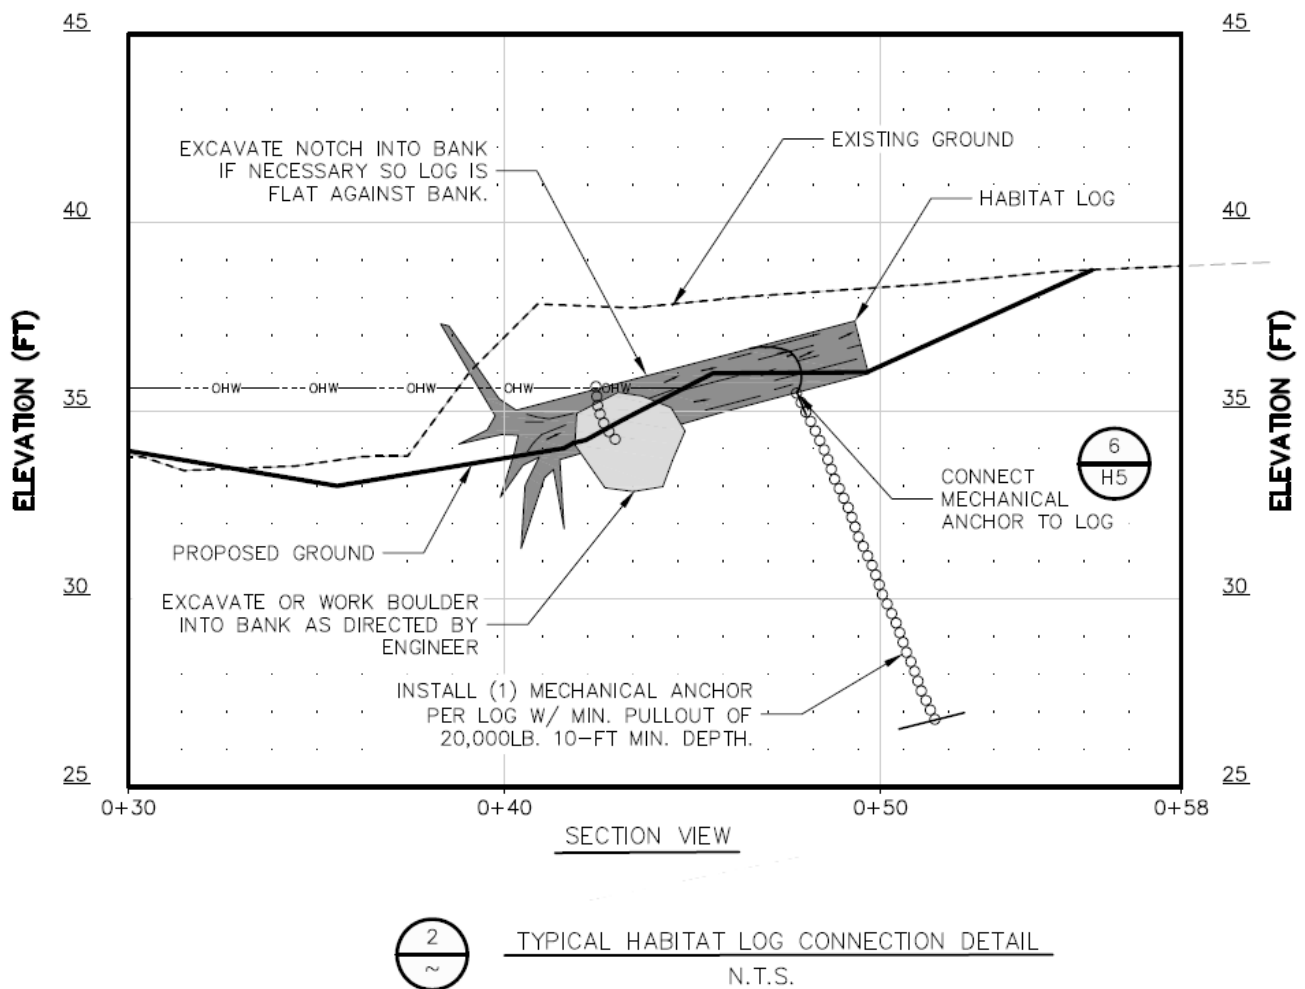 45
45
EXISTING GROUND
EXCAVATE NOTCH INTO BANK
IF NECESSARY SO LOG IS
FLAT AGAINST BANK.
HABITAT LOG
40
40
ELEVATION (FT)
ELEVATION (FT)
OHW
OHW
OHW
OHW
OHW
35
35
6
H5
CONNECT
MECHANICAL
ANCHOR TO LOG
PROPOSED GROUND
30
30
EXCAVATE OR WORK BOULDER
INTO BANK AS DIRECTED BY
ENGINEER
INSTALL (1) MECHANICAL ANCHOR
PER LOG W/ MIN. PULLOUT OF
20,000LB. 10-FT MIN. DEPTH.
25
25
0+30
0+40
0+50
0+58
SECTION VIEW
2
~
TYPICAL HABITAT LOG CONNECTION DETAIL
N.T.S.